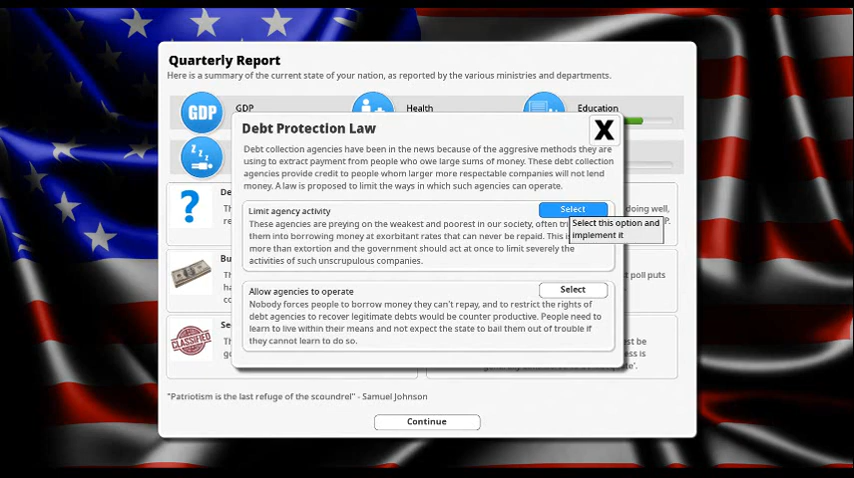 Quarterly Report
Here is a summary of the current state of your nation, as reported by the various ministries and departments.
GDP
GDP
Health
Education
Debt Protection Law
X
Debt collection agencies have been in the news because of the aggresive methods they are
using to extract payment from people who owe large sums of money. These debt collection
agencies provide credit to people whom larger more respectable companies will not lend
money. A law is proposed to limit the ways in which such agencies can operate.
Limit agency activity
Select
These agencies are preying on the weakest and poorest in our society, often
them into borrowing money at exorbitant rates that can never be repaid. This
more than extortion and the government should act at once to limit severely the
activities of such unscrupulous companies.
Select this option and
implement it
Allow agencies to operate
Select
Nobody forces people to borrow money they can't repay, and to restrict the rights of
debt agencies to recover legitimate debts would be counter productive. People need to
learn to live within their means and not expect the state to bail them out of trouble if
they cannot learn to do so.
doing well,
poll puts
be
is
CLASSIFIED
"Patriotism is the last refuge of the scoundrel" - Samuel Johnson
Continue